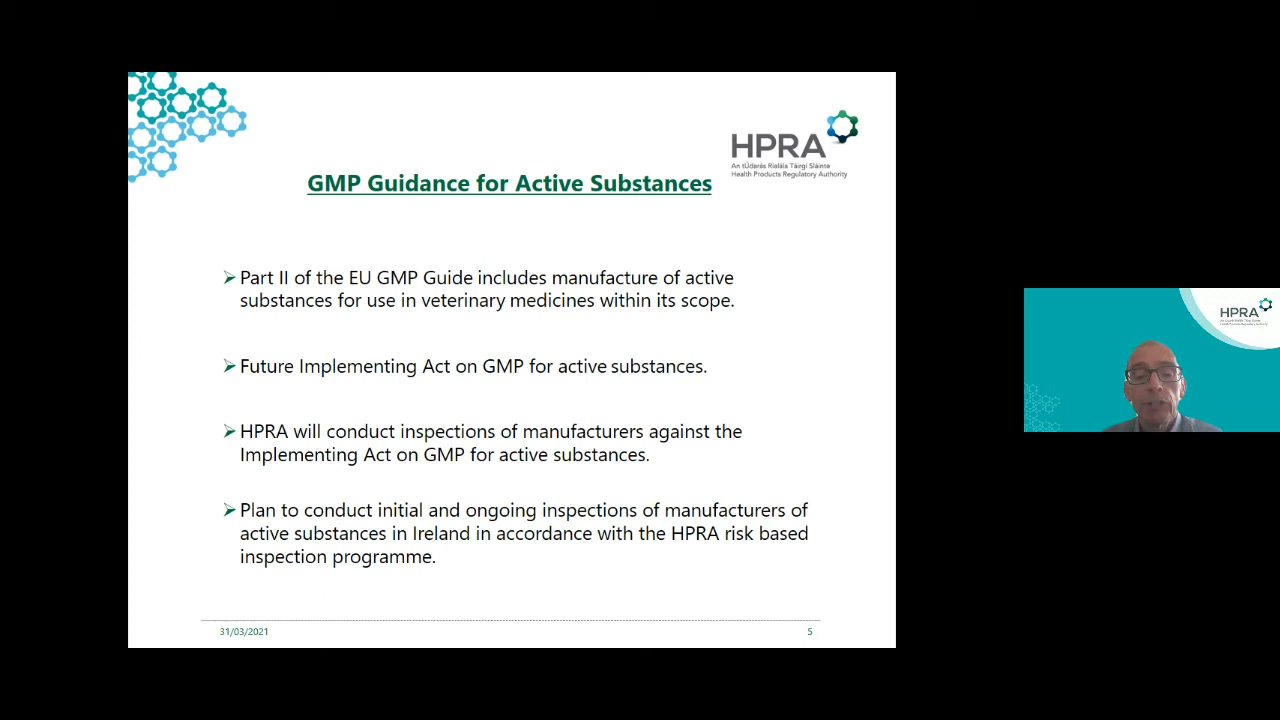 HPRA
An tÚdarás Rialála Táirgí Sláinte
Health Products Regulatory Authority
GMP Guidance for Active Substances
Part II of the EU GMP Guide includes manufacture of active
substances for use in veterinary medicines within its scope.
Future Implementing Act on GMP for active substances.
HPRA will conduct inspections of manufacturers against the
Implementing Act on GMP for active substances.
Plan to conduct initial and ongoing inspections of manufacturers of
active substances in Ireland in accordance with the HPRA risk based
inspection programme.
31/03/2021
5
HPRA